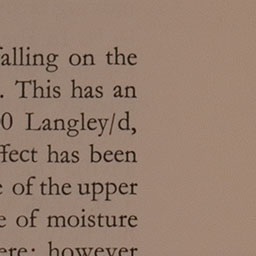 falling on the
. This has an
0 Langley/d,
ffect has been
e of the upper
e of moisture
ere; however